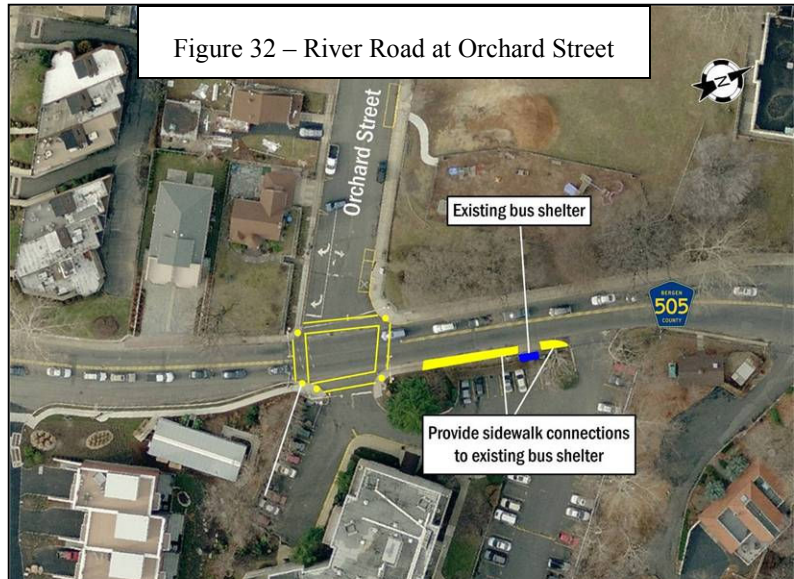 Figure 32 – River Road at Orchard Street
N
Orchard Street
Existing bus shelter
BERGEN
505
COUNTY
Provide sidewalk connections
to existing bus shelter